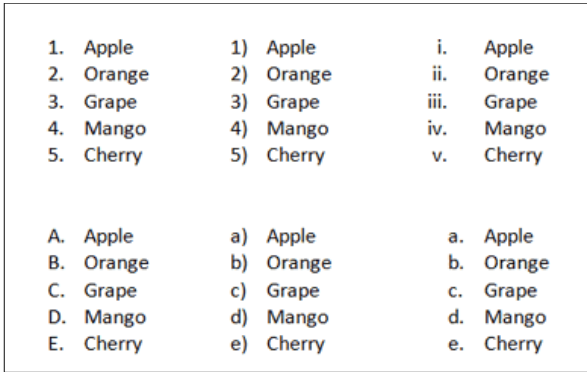 1. Apple 1) Apple i. Apple
2. Orange 2) Orange ii. Orange
3. Grape 3) Grape iii. Grape
4. Mango 4) Mango iv. Mango
5. Cherry 5) Cherry v. Cherry
A. Apple a) Apple a. Apple
B. Orange b) Orange b. Orange
C. Grape c) Grape c. Grape
D. Mango d) Mango d. Mango
E. Cherry e) Cherry e. Cherry